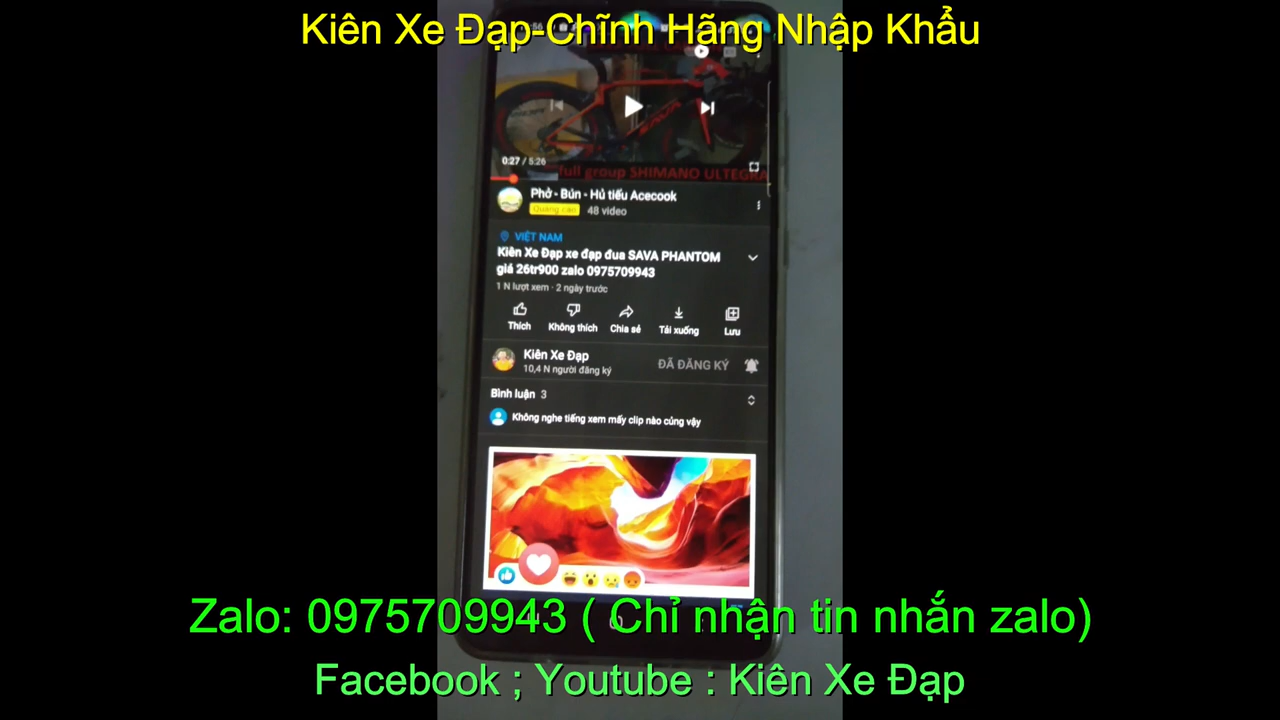 Kiên Xe Đạp-Chĩnh Hãng Nhập Khẩu
SAVA
0:27 / 5:26
full group SHIMANO ULTEGRA
Phở - Bún - Hủ tiếu Acecook
Quảng cáo 48 video
VIỆT NAM
Kiên Xe Đạp xe đạp đua SAVA PHANTOM
giá 26tr900 zalo 0975709943
1 N lượt xem · 2 ngày trước
Thích Không thích Chia sẻ Tải xuống Lưu
Kiên Xe Đạp
10,4 N người đăng ký
ĐÃ ĐĂNG KÝ
Bình luận 3
Không nghe tiếng xem mấy clip nào củng vậy
Zalo: 0975709943 ( Chỉ nhận tin nhắn zalo)
Facebook ; Youtube : Kiên Xe Đạp